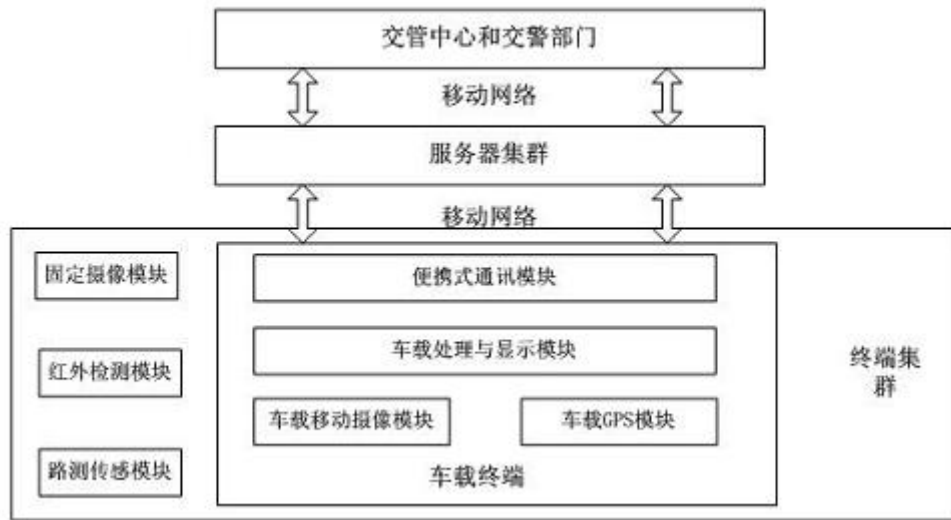 交管中心和交警部门
移动网络
服务器集群
移动网络
固定摄像模块
便携式通讯模块
红外检测模块
车载处理与显示模块
终端集
群
车载移动摄像模块
车载GPS模块
路测传感模块
车载终端